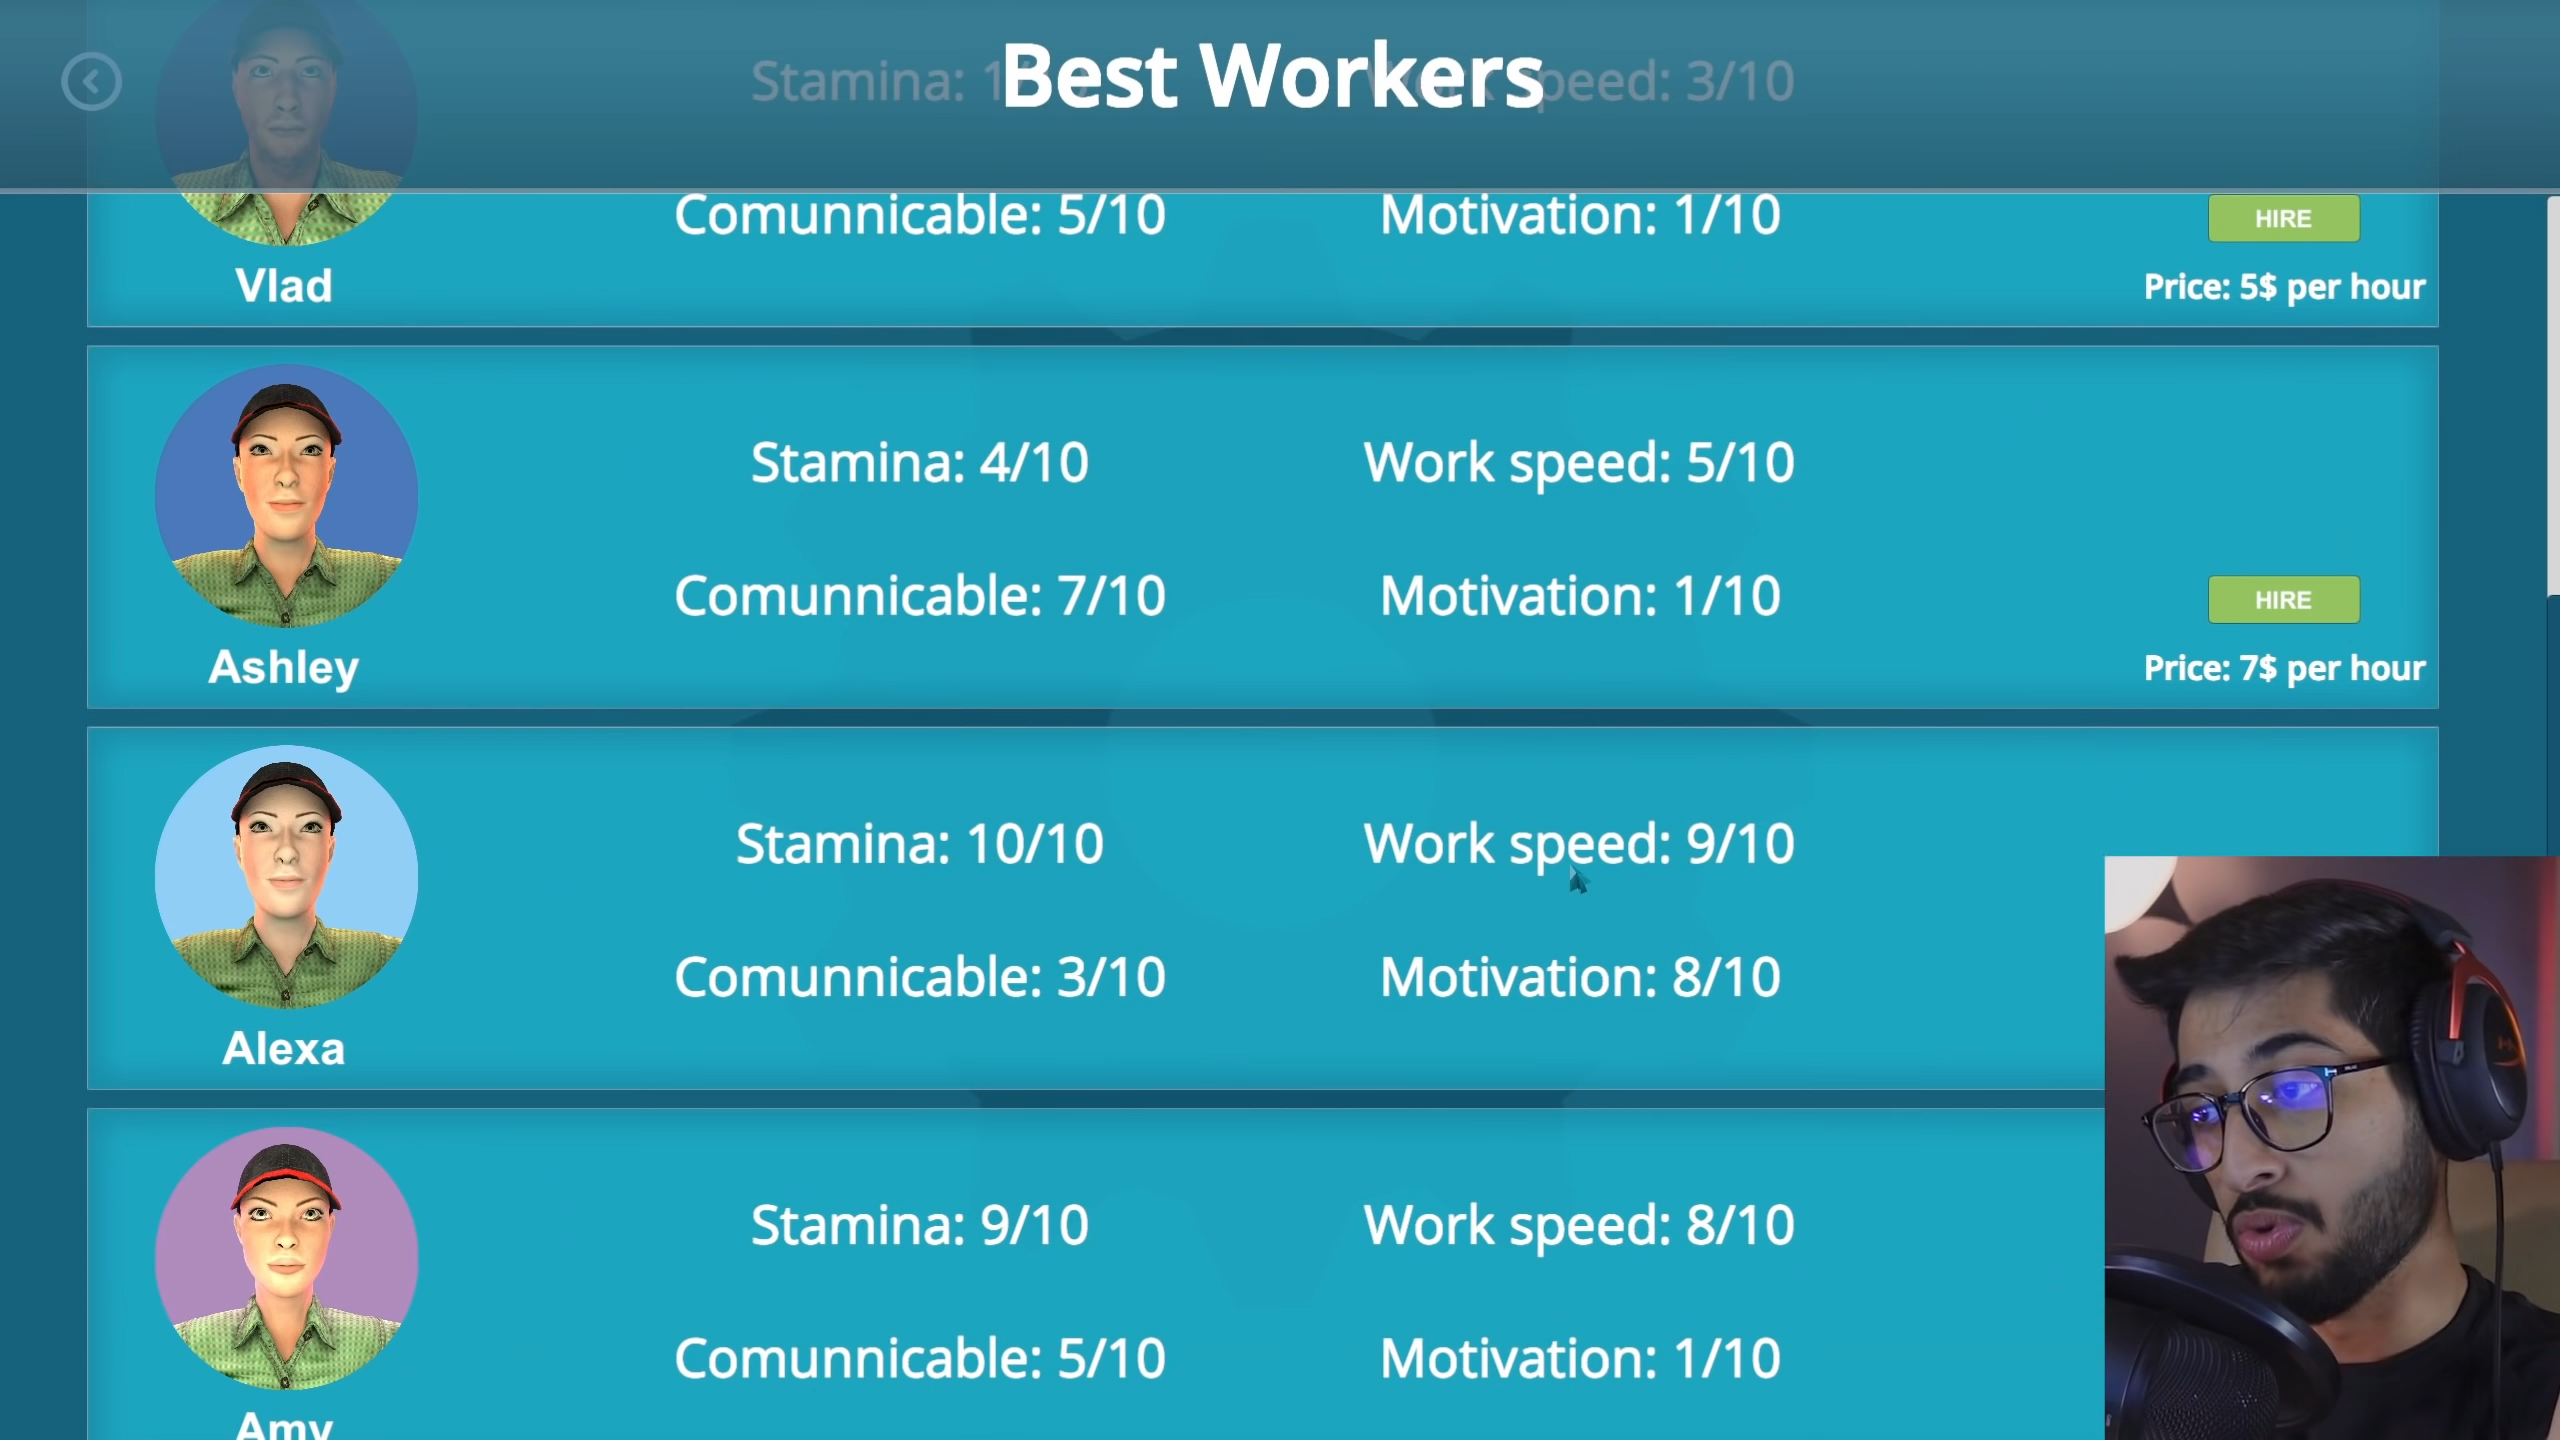 Best Workers
Work speed: 3/10
Comunnicable: 5/10
Motivation: 1/10
HIRE
Vlad
Price: 5$ per hour
Stamina: 4/10
Work speed: 5/10
Comunnicable: 7/10
Motivation: 1/10
HIRE
Ashley
Price: 7$ per hour
Stamina: 10/10
Work speed: 9/10
Comunnicable: 3/10
Motivation: 8/10
Alexa
Stamina: 9/10
Work speed: 8/10
Comunnicable: 5/10
Motivation: 1/10
Amy